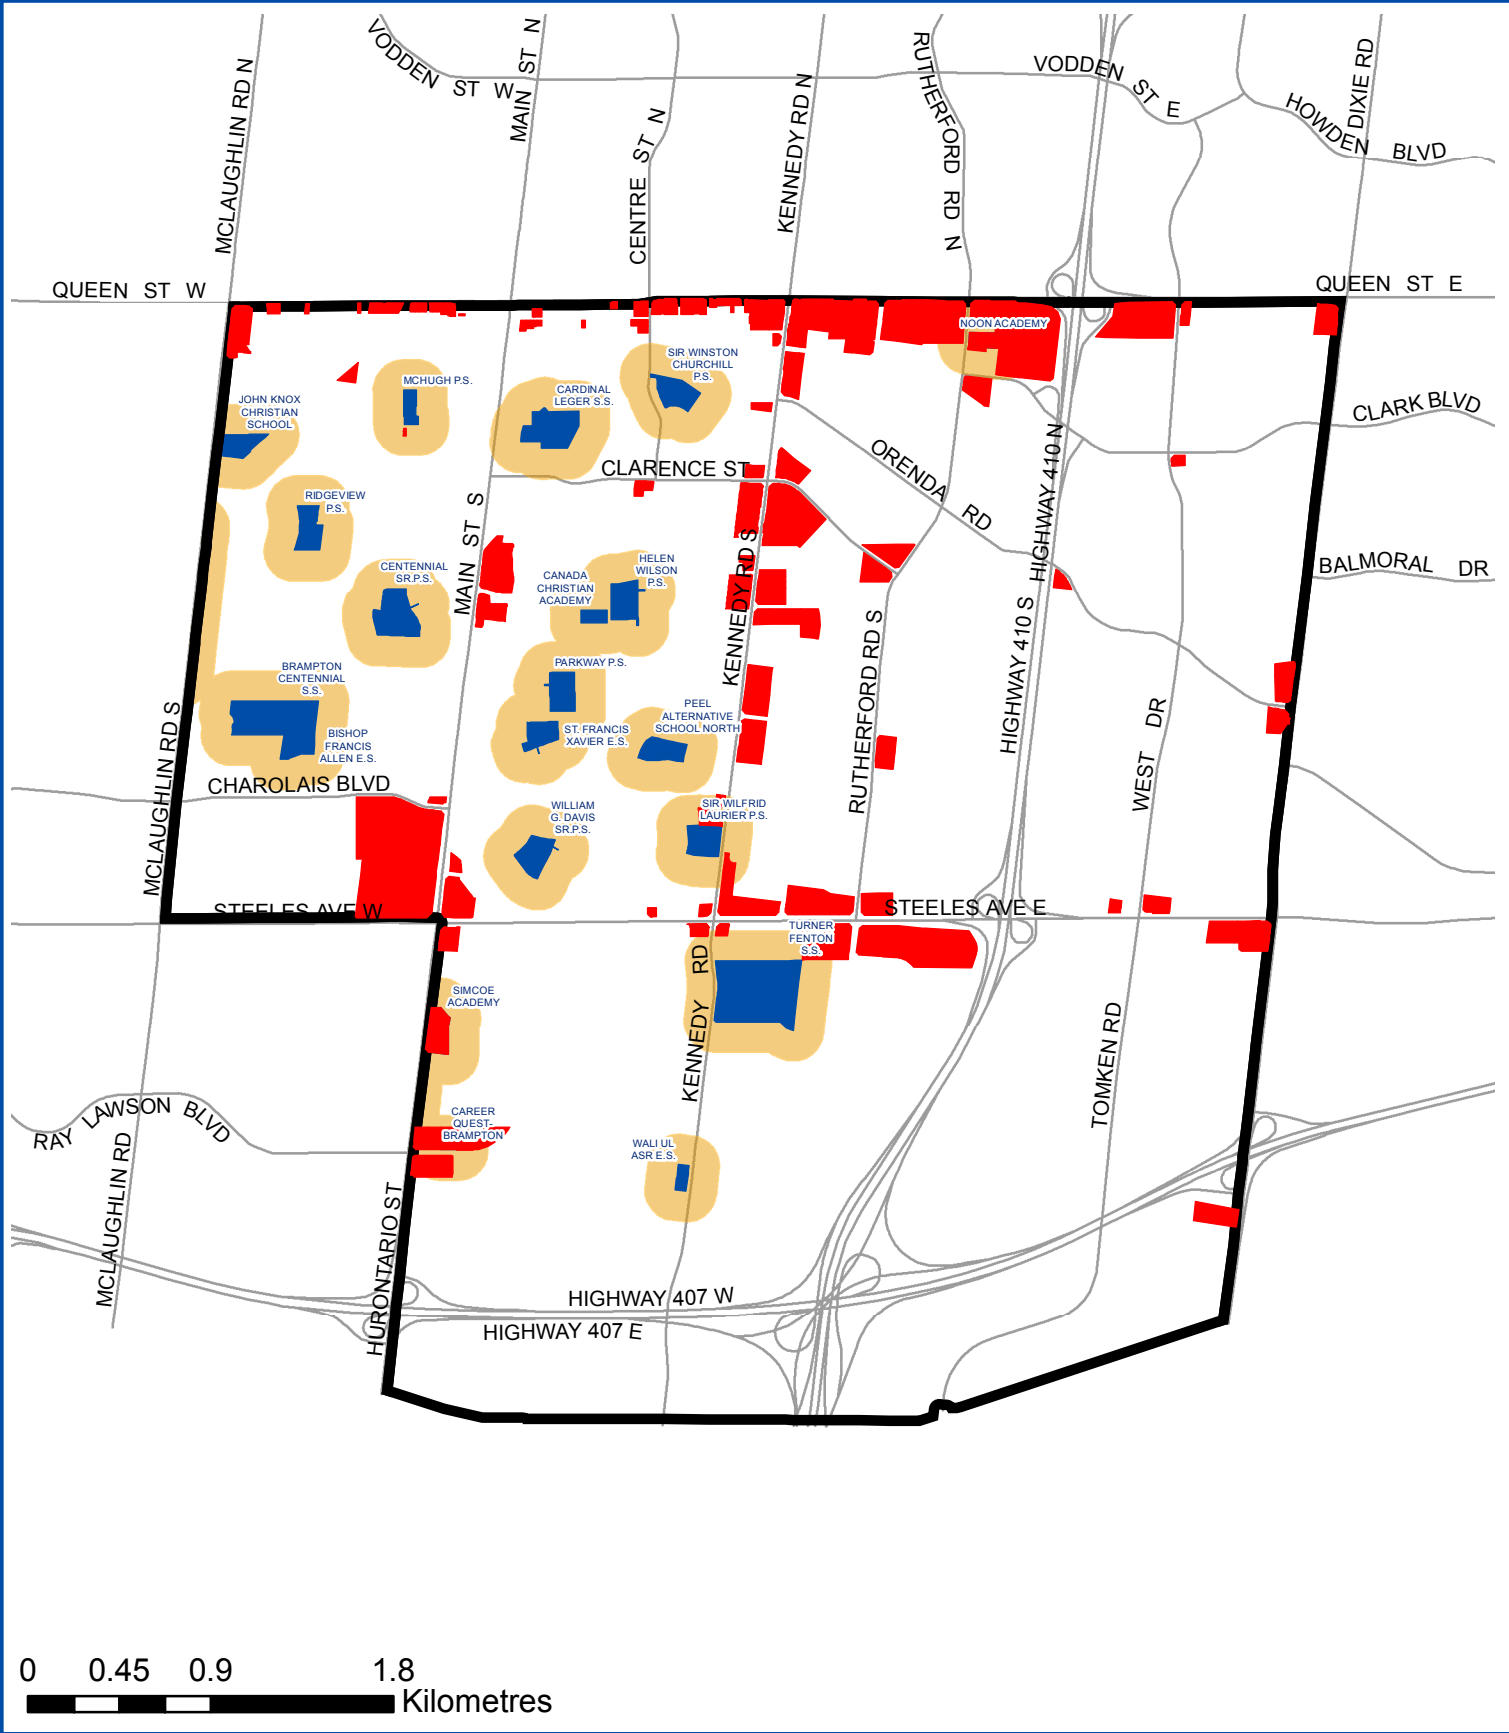 VODDEN ST W
MAIN ST N
MCLAUGHLIN RD N
CENTRE ST N
KENNEDY RD N
RUTHERFORD RD N
VODDEN ST E
HOWDEN BLVD
DIXIE RD
QUEEN ST W
QUEEN ST E
NOON ACADEMY
SIR WINSTON
CHURCHILL
P.S.
MCHUGH P.S.
CARDINAL
LEGER S.S.
JOHN KNOX
CHRISTIAN
SCHOOL
CLARK BLVD
CLARENCE ST
ORENDA RD
HIGHWAY 410 N
RIDGEVIEW
P.S.
MAIN ST S
CENTENNIAL
SR.P.S.
CANADA
CHRISTIAN
ACADEMY
HELEN
WILSON
P.S.
KENNEDY RD S
BALMORAL DR
HIGHWAY 410 S
RUTHERFORD RD S
BRAMPTON
CENTENNIAL
S.S.
PARKWAY P.S.
PEEL
ALTERNATIVE
SCHOOL NORTH
ST. FRANCIS
XAVIER E.S.
BISHOP
FRANCIS
ALLEN E.S.
WEST DR
MCLAUGHLIN RD S
CHAROLAIS BLVD
WILLIAM
G. DAVIS
SR.P.S.
SIR WILFRID
LAURIER P.S.
STEELES AVE W
STEELES AVE E
TURNER
FENTON
S.S.
KENNEDY RD
SIMCOE
ACADEMY
TOMKEN RD
RAY LAWSON BLVD
CAREER
QUEST-
BRAMPTON
WALI UL
ASR E.S.
MCLAUGHLIN RD
HURONTARIO ST
HIGHWAY 407 W
HIGHWAY 407 E
0 0.45 0.9 1.8
Kilometres